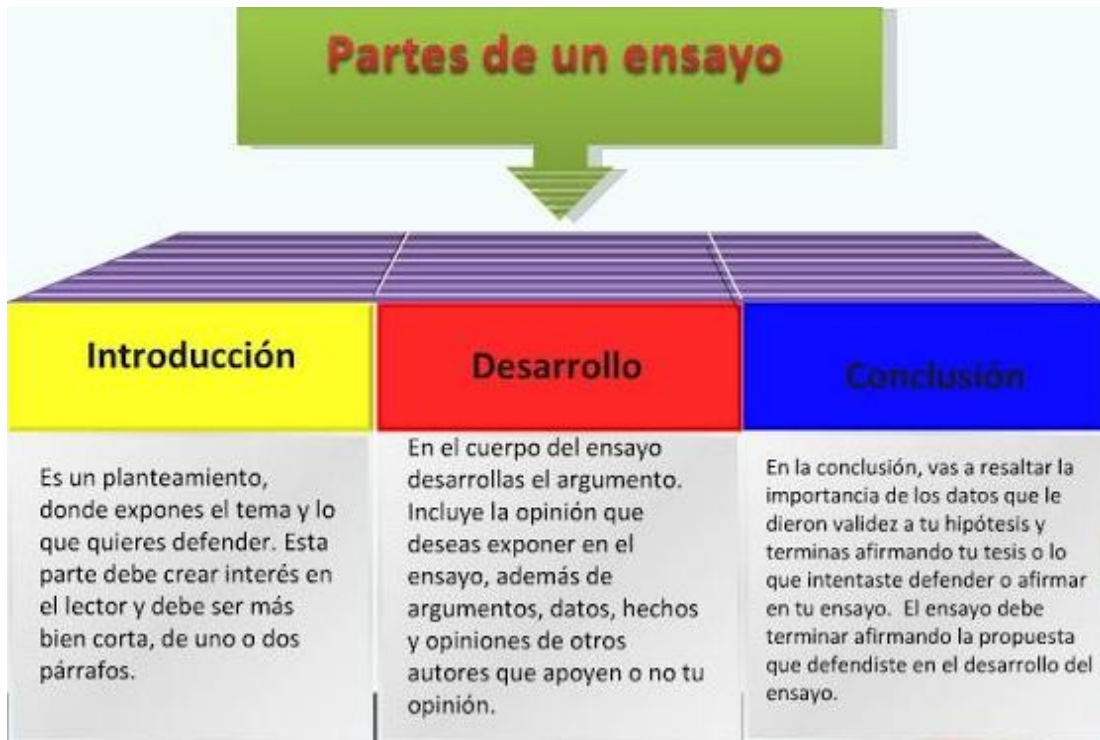 Partes de un ensayo
Introducción
Es un planteamiento,
donde expones el tema y lo
que quieres defender. Esta
parte debe crear interés en
el lector y debe ser más
bien corta, de uno o dos
párrafos.
Desarrollo
En el cuerpo del ensayo
desarrollas el argumento.
Incluye la opinión que
deseas exponer en el
ensayo, además de
argumentos, datos, hechos
y opiniones de otros
autores que apoyen o no tu
opinión.
Conclusión
En la conclusión, vas a resaltar la
importancia de los datos que le
dieron validez a tu hipótesis y
terminas afirmando tu tesis o lo
que intentaste defender o afirmar
en tu ensayo. El ensayo debe
terminar afirmando la propuesta
que defendiste en el desarrollo del
ensayo.